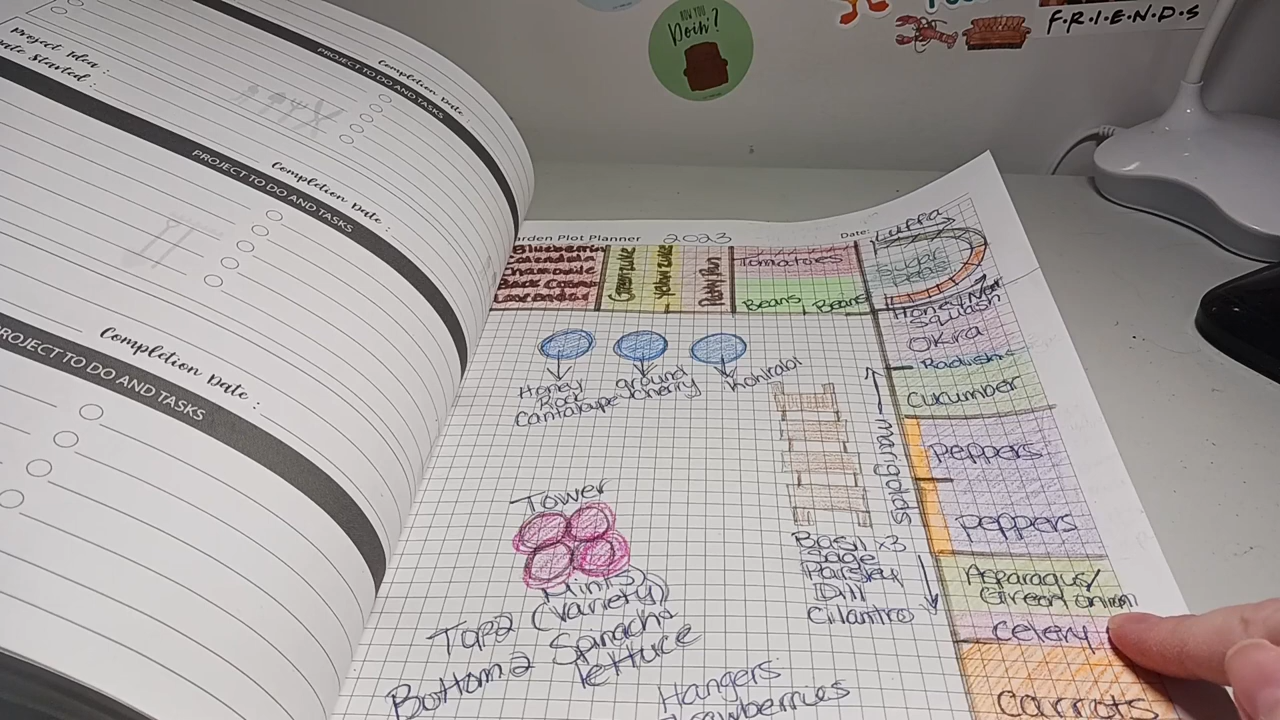 HOW YOU
Doin'?
F·R·I·E·N·D·S
Completion Date :
PROJECT TO DO AND TASKS
Project Idea :
Date Started :
Completion Date :
PROJECT TO DO AND TASKS
Completion Date :
PROJECT TO DO AND TASKS
Garden Plot Planner 2023
Date:
Luffa
Blueberry
Calendula
Chamomile
Lavender
Tomatoes
Beans
Beans
Honey Nut
Squash
Okra
Radish
Cucumber
Peppers
Peppers
Asparagus/
Green onion
Celery
Carrots
Honey
Rock
Cantaloupe
ground
cherry
Kohlrabi
marigolds
Basil x3
Sage
Parsley
Dill
Cilantro
Tower
Top 2
Mints
(variety)
Bottom 2
Spinach
lettuce
Hangers